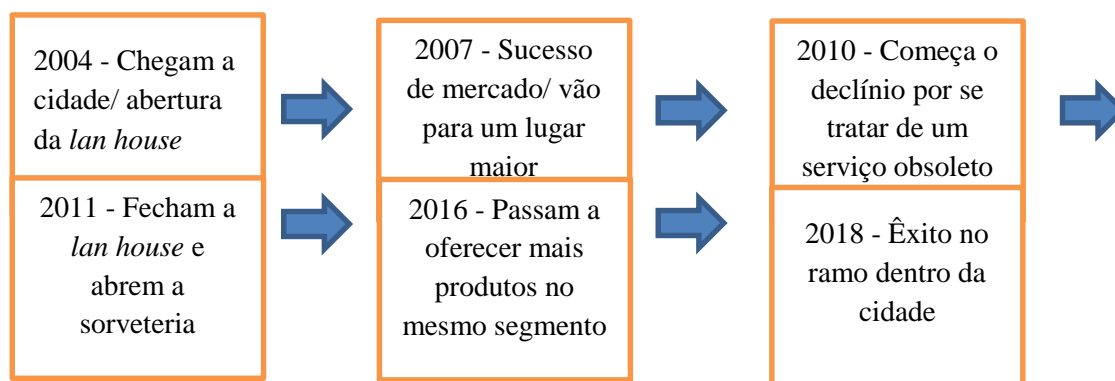 2004 - Chegam a
cidade/ abertura
da lan house
2007 - Sucesso
de mercado/ vão
para um lugar
maior
2010 - Começa o
declínio por se
tratar de um
serviço obsoleto
2011 - Fecham a
lan house e
abrem a
sorveteria
2016 - Passam a
oferecer mais
produtos no
mesmo segmento
2018 - Êxito no
ramo dentro da
cidade